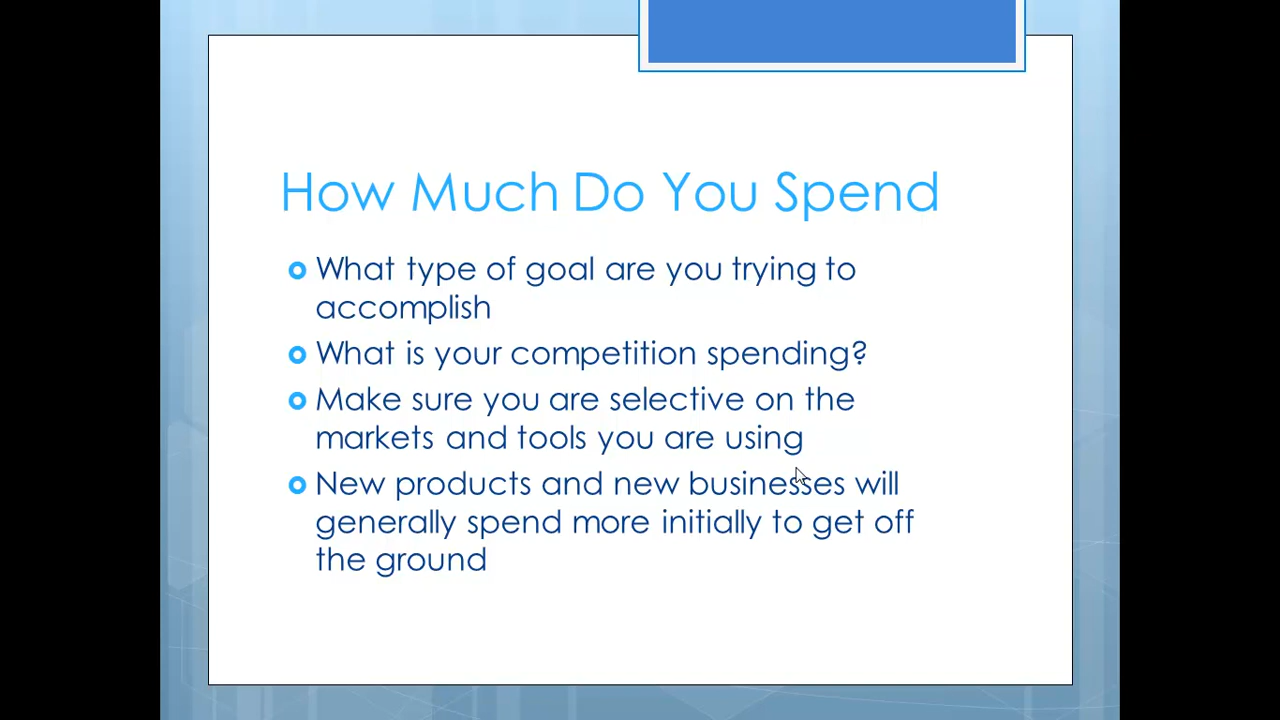 How Much Do You Spend
What type of goal are you trying to
accomplish
What is your competition spending?
Make sure you are selective on the
markets and tools you are using
New products and new businesses will
generally spend more initially to get off
the ground